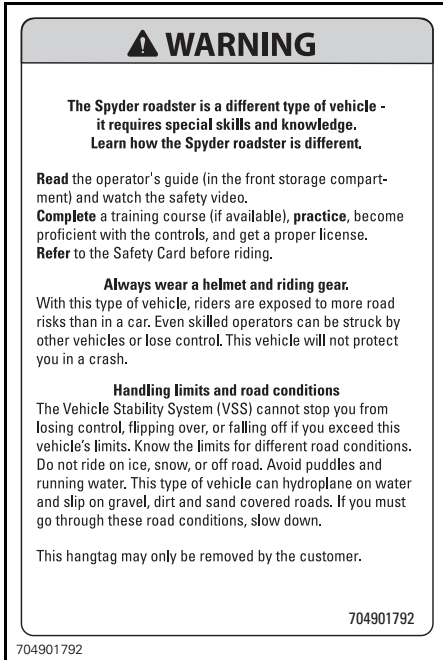 WARNING
The Spyder roadster is a different type of vehicle -
it requires special skills and knowledge.
Learn how the Spyder roadster is different.
Read the operator's guide (in the front storage compart-
ment) and watch the safety video.
Complete a training course (if available), practice, become
proficient with the controls, and get a proper license.
Refer to the Safety Card before riding.
Always wear a helmet and riding gear.
With this type of vehicle, riders are exposed to more road
risks than in a car. Even skilled operators can be struck by
other vehicles or lose control. This vehicle will not protect
you in a crash.
Handling limits and road conditions
The Vehicle Stability System (VSS) cannot stop you from
losing control, flipping over, or falling off if you exceed this
vehicle's limits. Know the limits for different road conditions.
Do not ride on ice, snow, or off road. Avoid puddles and
running water. This type of vehicle can hydroplane on water
and slip on gravel, dirt and sand covered roads. If you must
go through these road conditions, slow down.
This hangtag may only be removed by the customer.
704901792
704901792